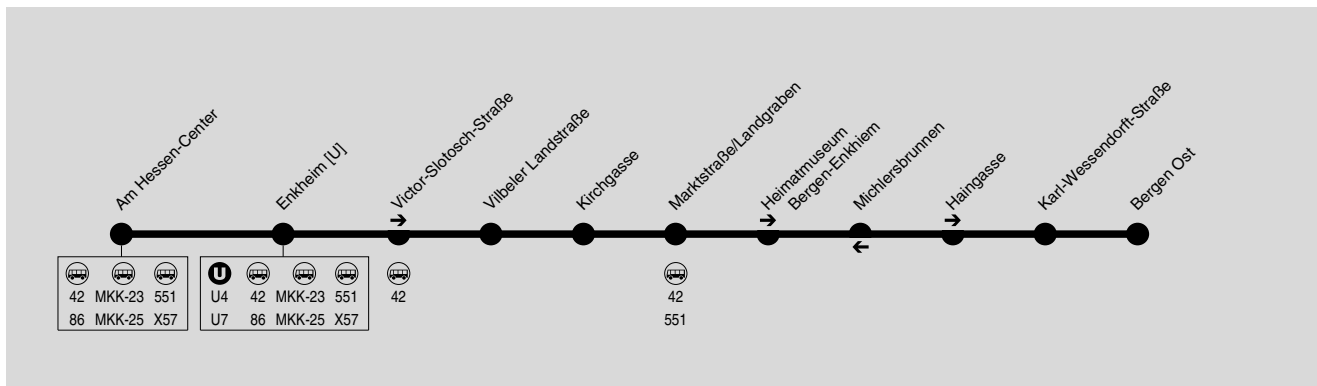 Am Hessen-Center
Enkheim [U]
Victor-Slotosch-Straße
Vilbeler Landstraße
Kirchgasse
Marktstraße/Landgraben
Heimatmuseum
Bergen-Enkhiem
Michlersbrunnen
Haingasse
Karl-Wessendorft-Straße
Bergen Ost
42 MKK-23 551
86 MKK-25 X57
U
U4 42 MKK-23 551
U7 86 MKK-25 X57
42
42
551